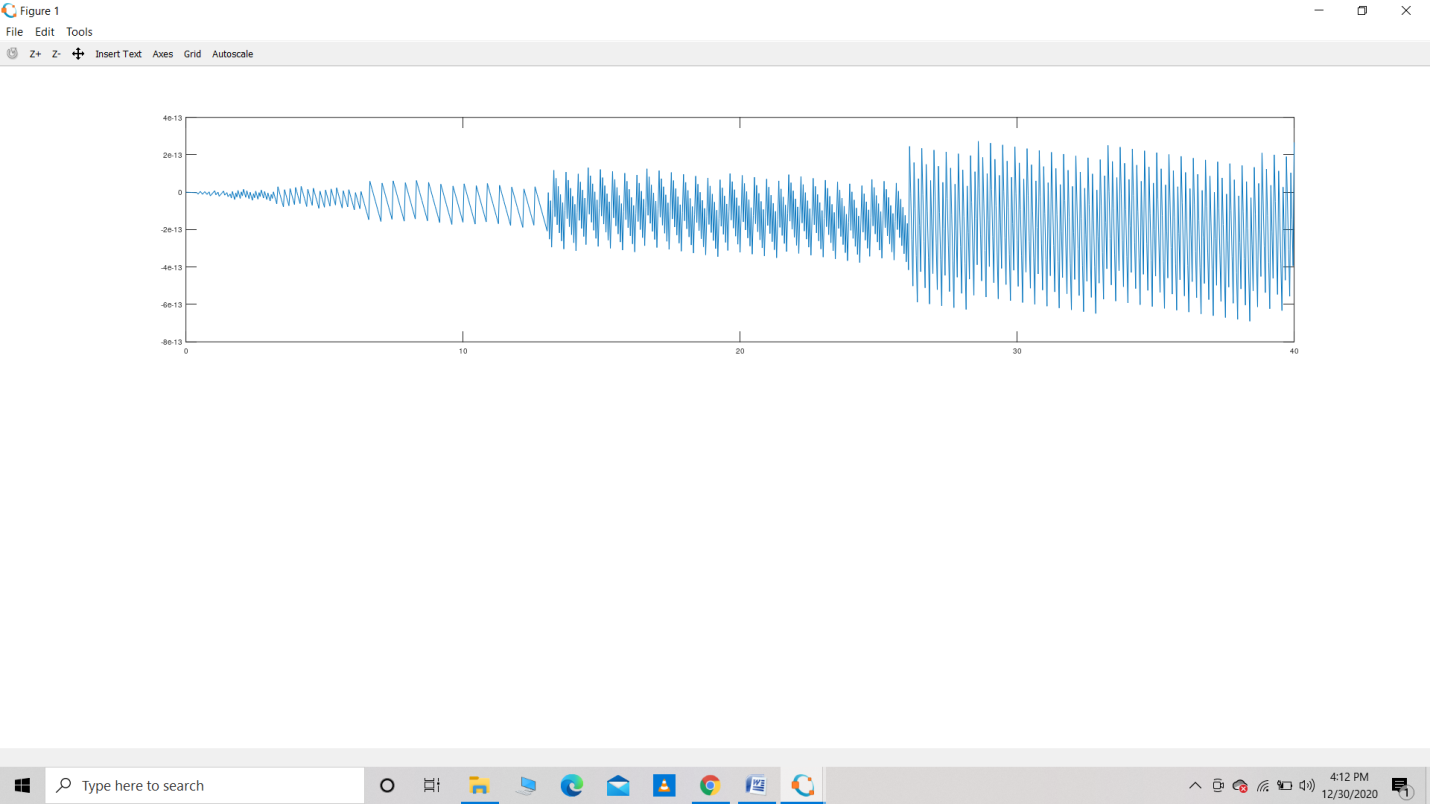 Figure 1
File Edit Tools
Z+ Z- Insert Text Axes Grid Autoscale
4e-13
2e-13
0
-2e-13
-4e-13
-6e-13
-8e-13
0 10 20 30 40
Type here to search
4:12 PM
12/30/2020
1